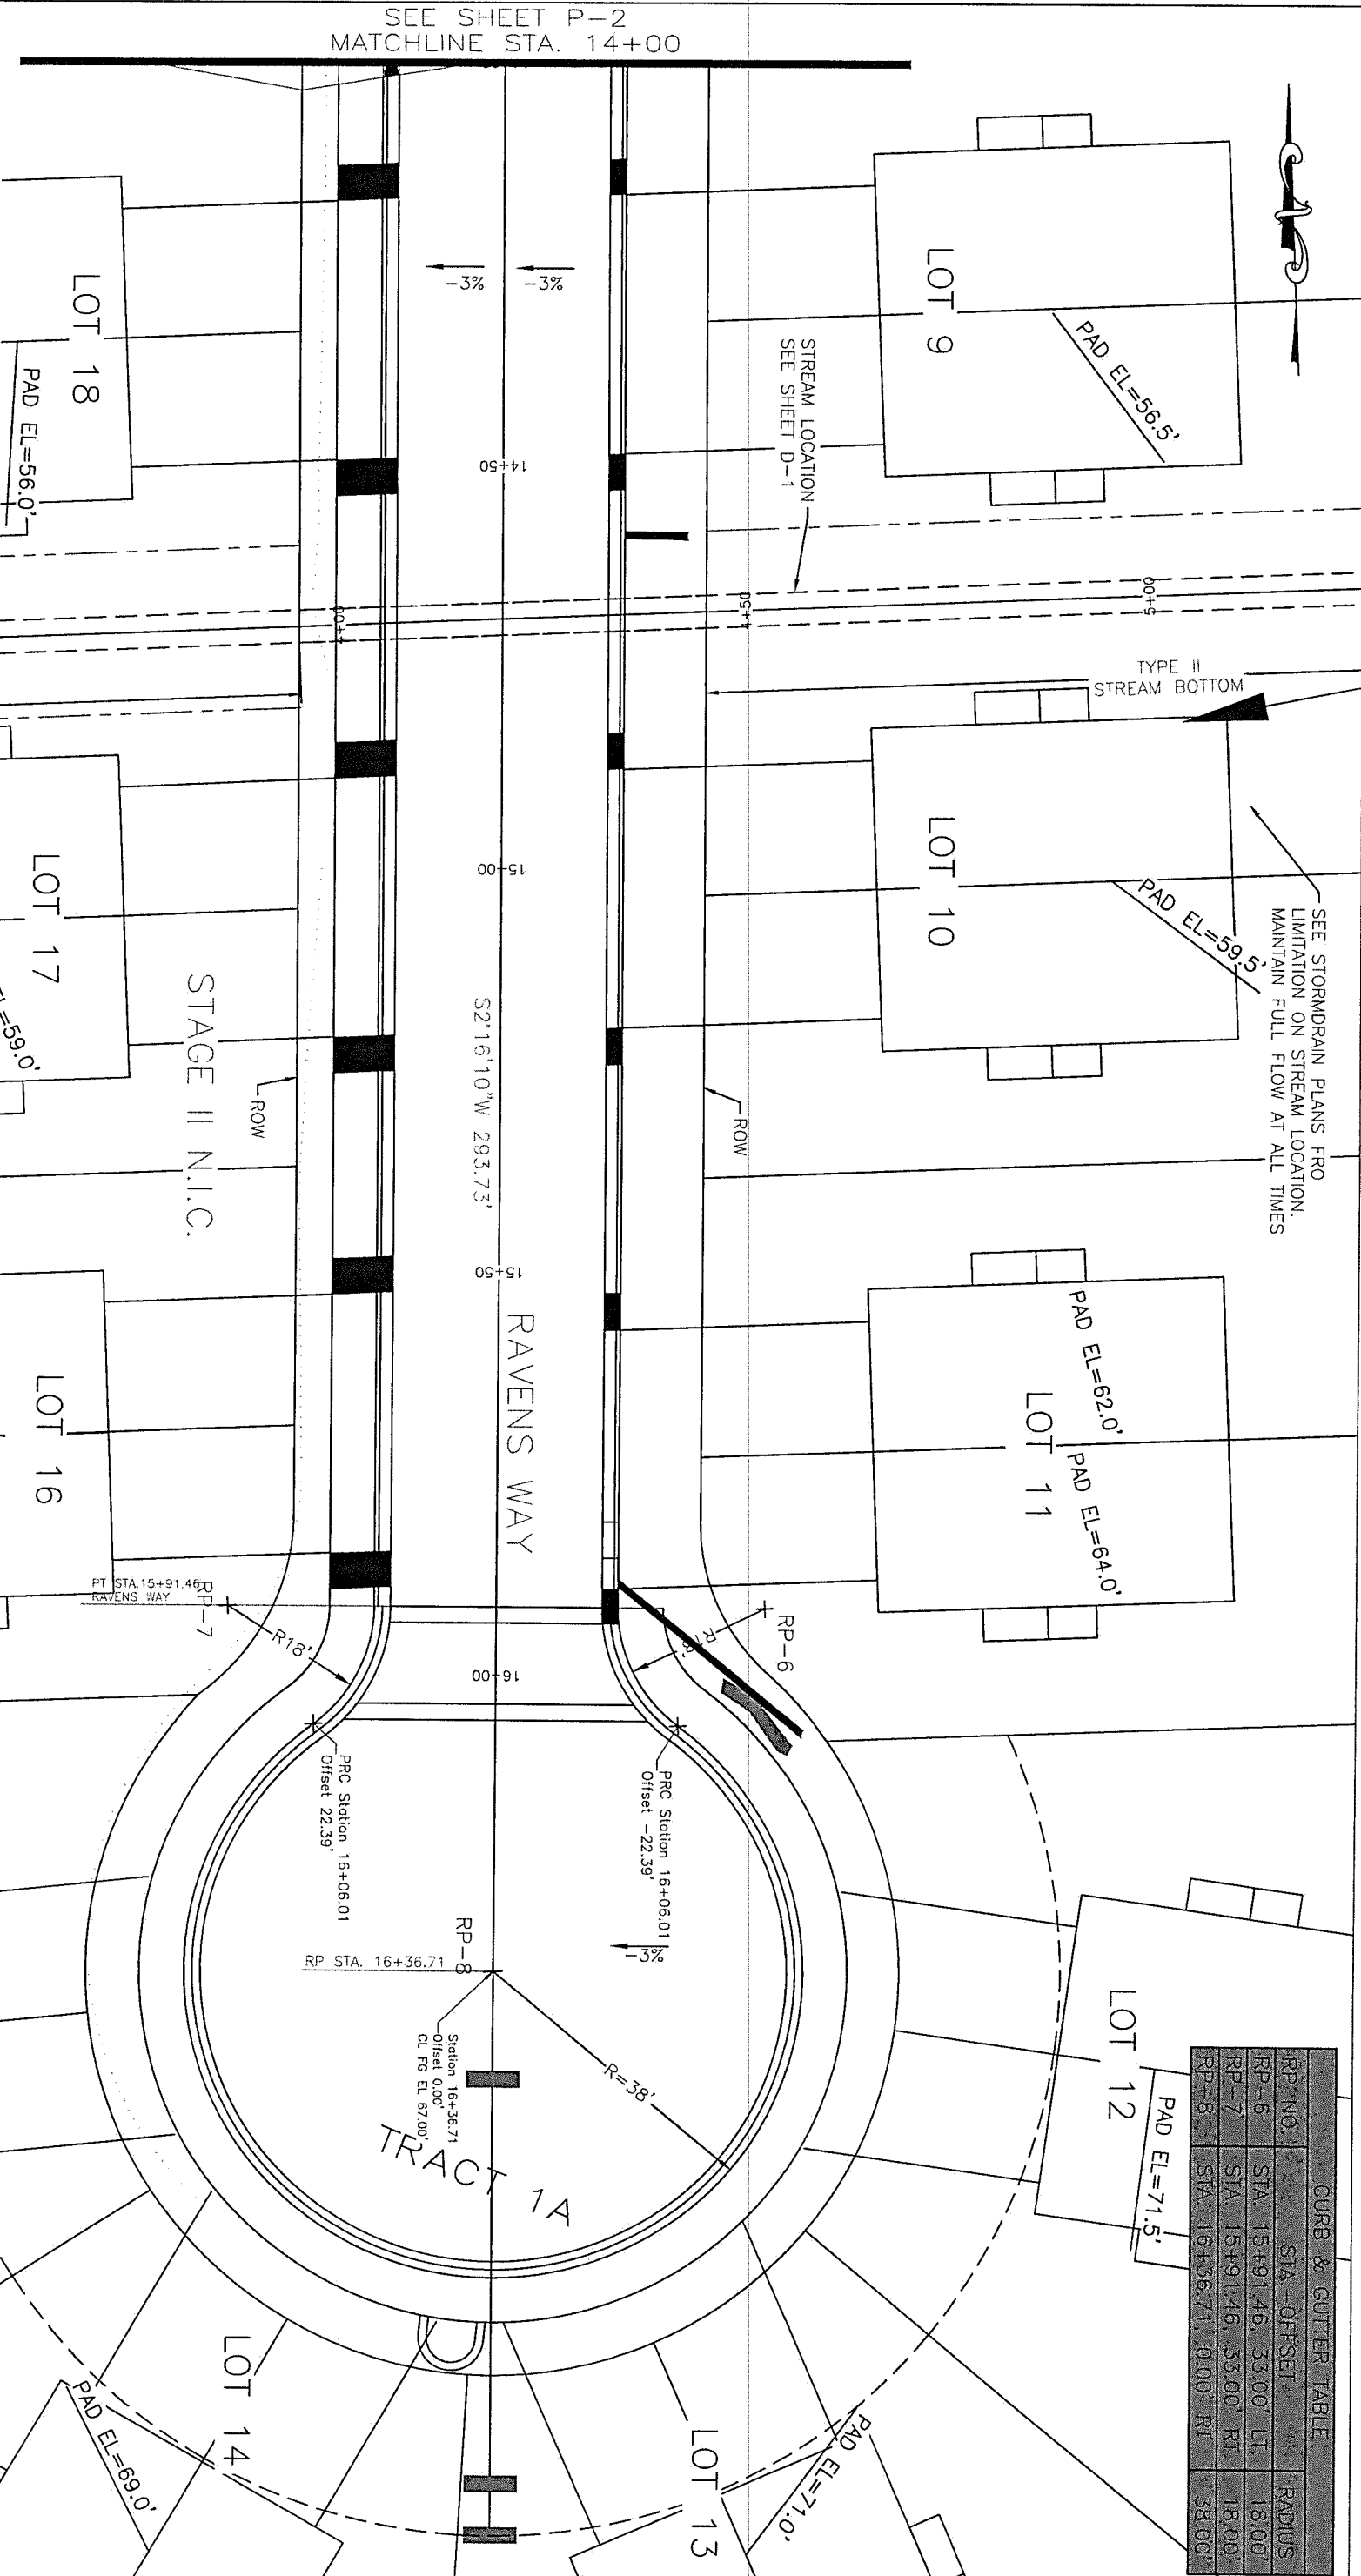 SEE SHEET P-2
MATCHLINE STA. 14+00
LOT 9
PAD EL=56.5'
-3%
-3%
LOT 18
PAD EL=56.0'
STREAM LOCATION
SEE SHEET D-1
14+50
4+00
4+50
5+00
TYPE II
STREAM BOTTOM
LOT 10
PAD EL=59.5'
SEE STORMDRAIN PLANS FRO
LIMITATION ON STREAM LOCATION.
MAINTAIN FULL FLOW AT ALL TIMES
15+00
LOT 17
EL=59.0'
STAGE II N.I.C.
S2°16'10"W 293.73'
ROW
ROW
15+50
RAVENS WAY
PAD EL=62.0'
LOT 11
PAD EL=64.0'
LOT 16
PT STA.15+91.46
RAVENS WAY
RP-7
R18'
RP-6
R18'
16+00
PRC Station 16+06.01
Offset 22.39'
PRC Station 16+06.01
Offset -22.39'
-3%
RP-8
RP STA. 16+36.71
Station 16+36.71
Offset 0.00'
CL FG EL 67.00'
R=38'
TRACT 1A
LOT 12
PAD EL=71.5'
LOT 13
PAD EL=71.0'
LOT 14
PAD EL=69.0'
CURB & GUTTER TABLE
RP NO. STA-OFFSET RADIUS
RP-6 STA. 15+91.46, 33.00' LT 18.00'
RP-7 STA. 15+91.46, 33.00' RT. 18.00'
RP-8 STA. 16+36.71, 0.00' RT 38.00'